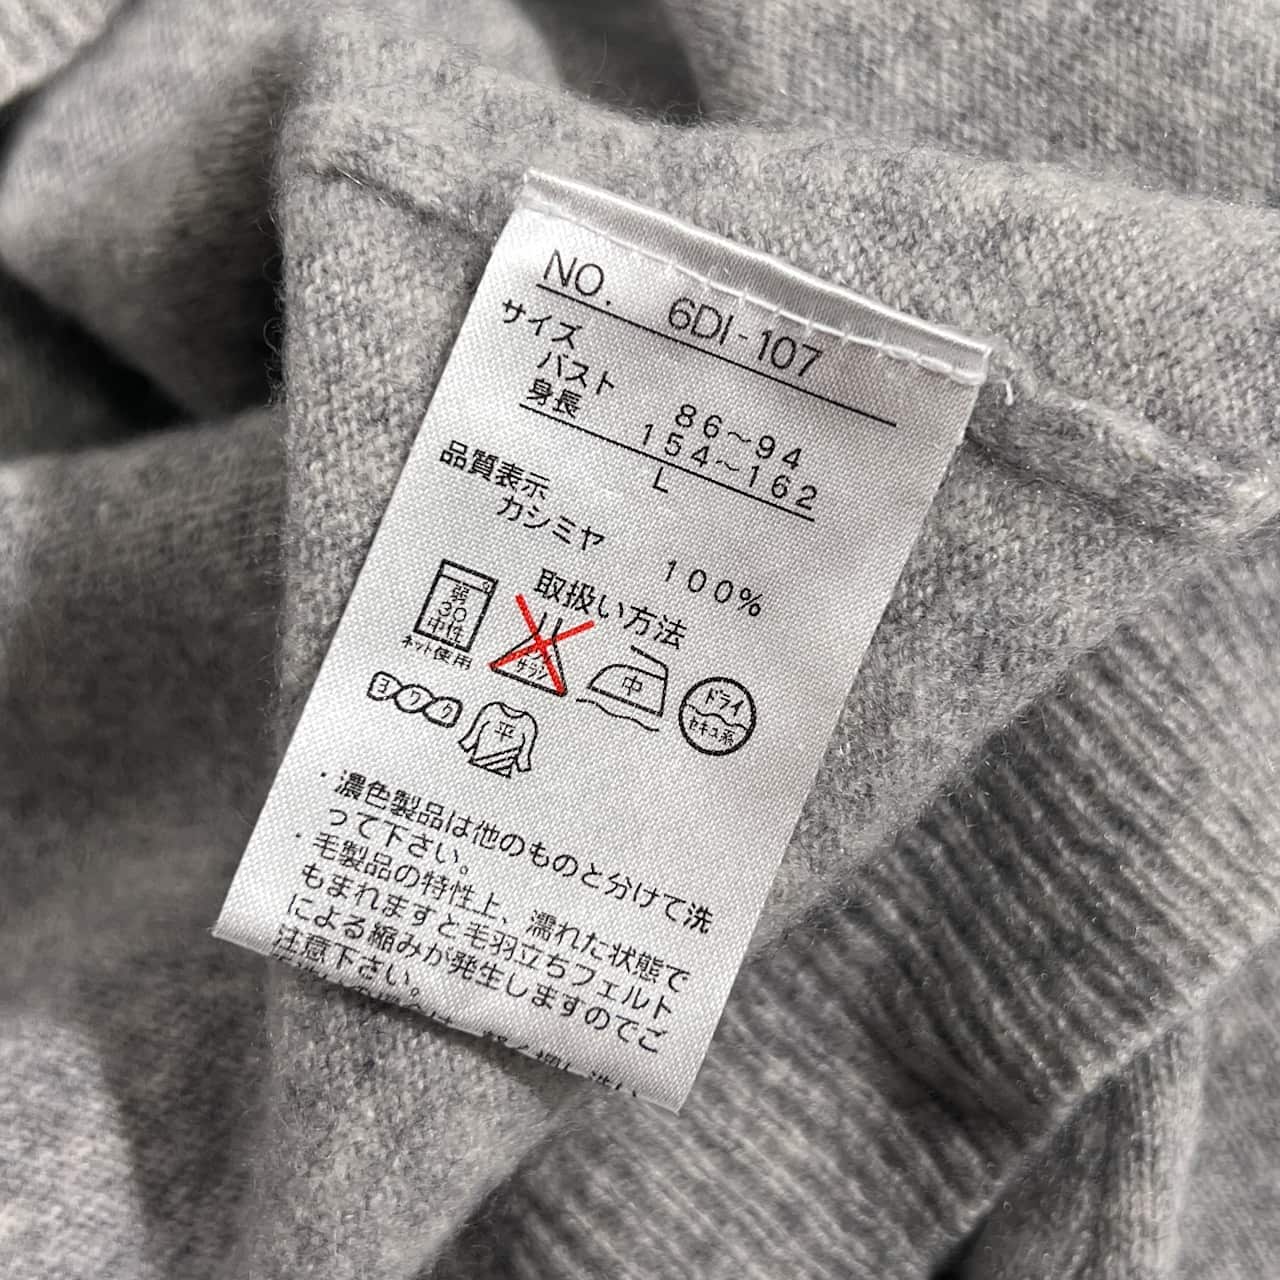 NO. 6DI-107
サイズ
バスト 86~94
身長 154~162
L
品質表示
カシミヤ 100%
取扱い方法
弱
30
中性
ネット使用
サラシ
中
ドライ
セキユ系
ヨワク
平
・濃色製品は他のものと分けて洗
って下さい。
・毛製品の特性上、濡れた状態で
もまれますと毛羽立ちフェルト
による縮みが発生しますのでご
注意下さい。